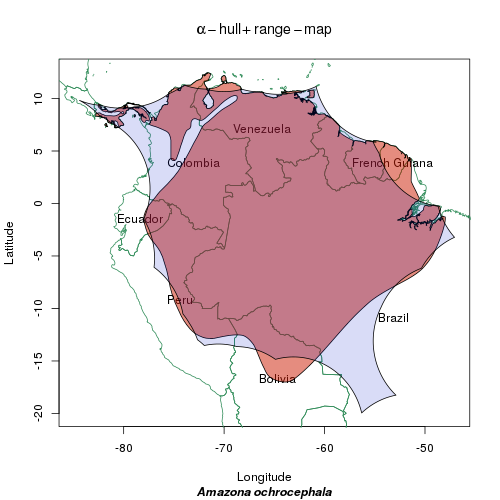 α − hull+ range − map
10
5
0
-5
-10
-15
-20
Latitude
Venezuela
Colombia
French Guiana
Ecuador
Peru
Brazil
Bolivia
-80
-70
-60
-50
Longitude
Amazona ochrocephala